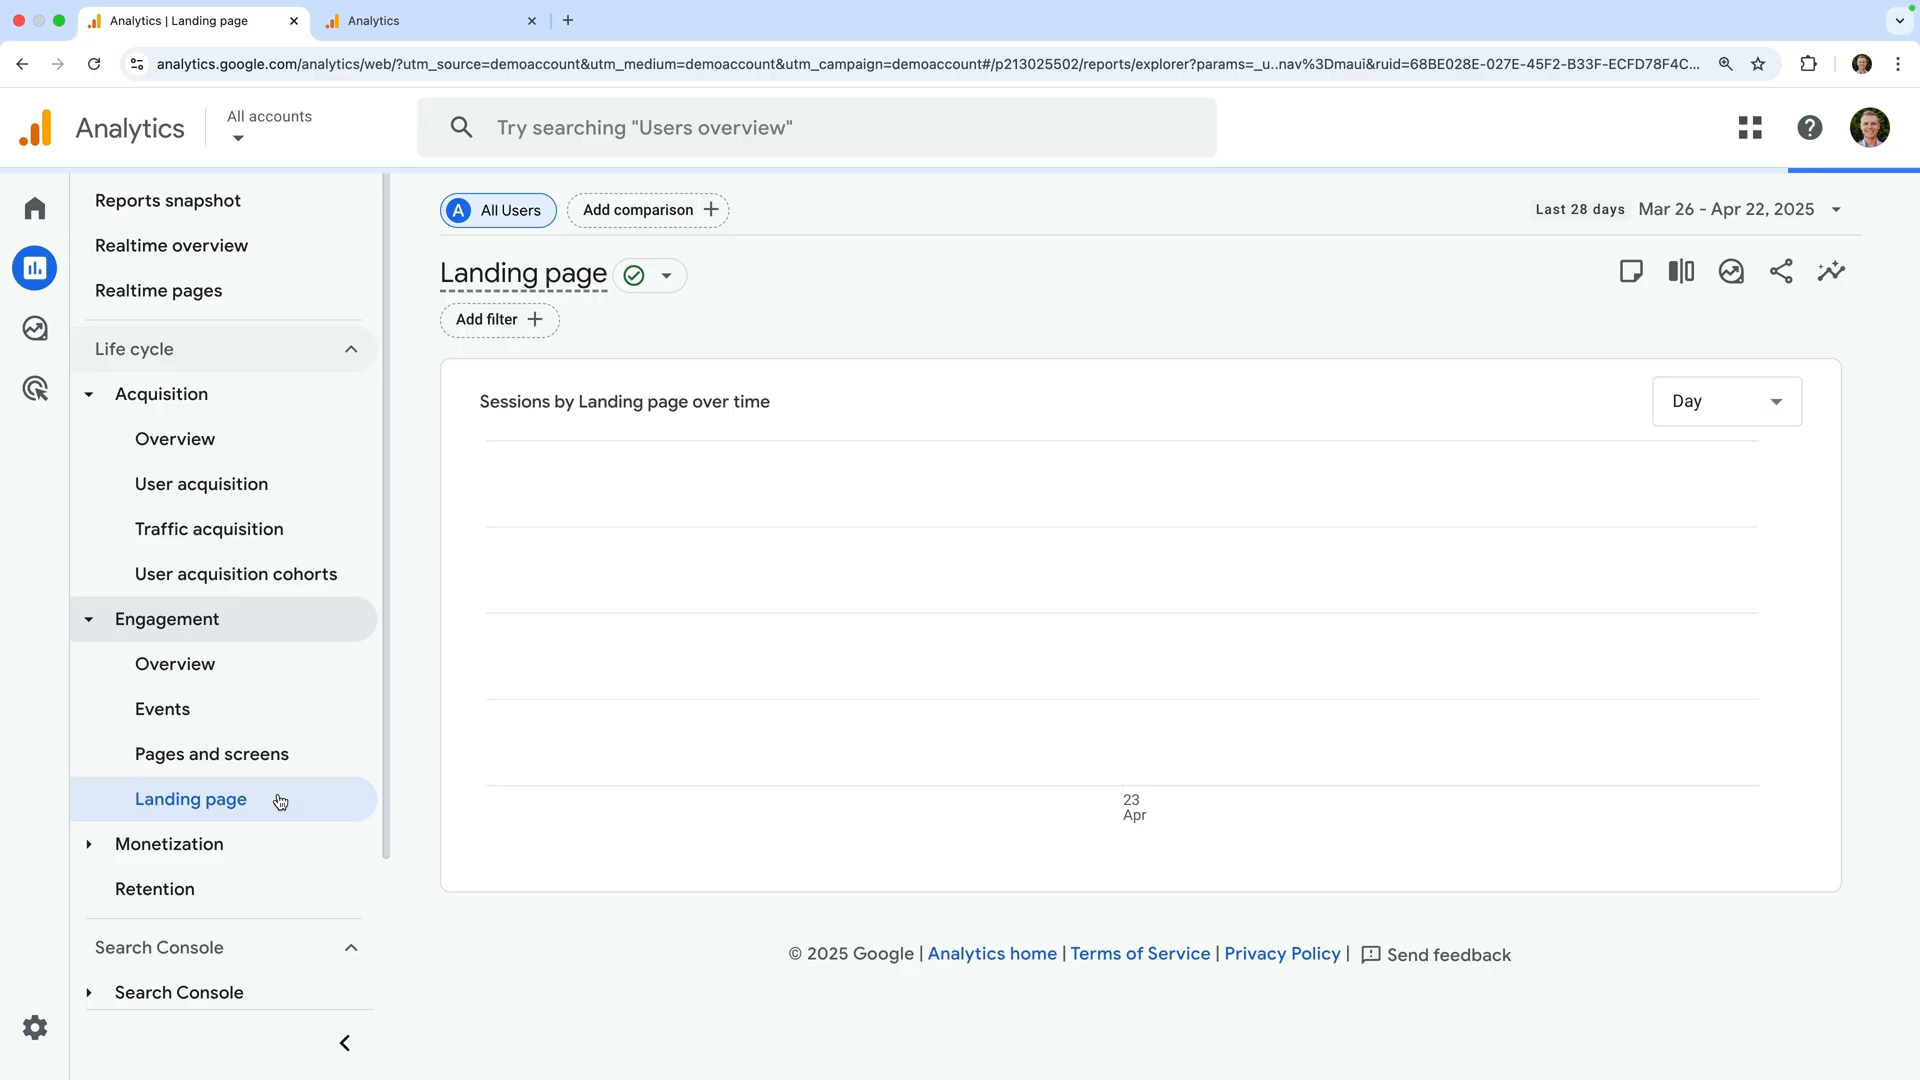 Analytics | Landing page
Analytics
analytics.google.com/analytics/web/?utm_source=demoaccount&utm_medium=demoaccount&utm_campaign=demoaccount#/p213025502/reports/explorer?params=_u..nav%3Dmaui&ruid=68BE028E-027E-45F2-B33F-ECFD78F4C...
Analytics
All accounts
Try searching "Users overview"
Reports snapshot
Realtime overview
Realtime pages
Life cycle
Acquisition
Overview
User acquisition
Traffic acquisition
User acquisition cohorts
Engagement
Overview
Events
Pages and screens
Landing page
Monetization
Retention
Search Console
Search Console
A All Users
Add comparison +
Last 28 days Mar 26 - Apr 22, 2025
Landing page
Add filter +
Sessions by Landing page over time
Day
23
Apr
© 2025 Google | Analytics home | Terms of Service | Privacy Policy | Send feedback